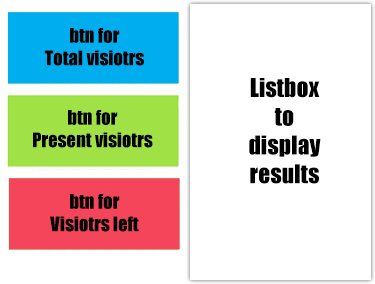 btn for
Total visiotrs
btn for
Present visiotrs
btn for
Visiotrs left
Listbox
to
display
results